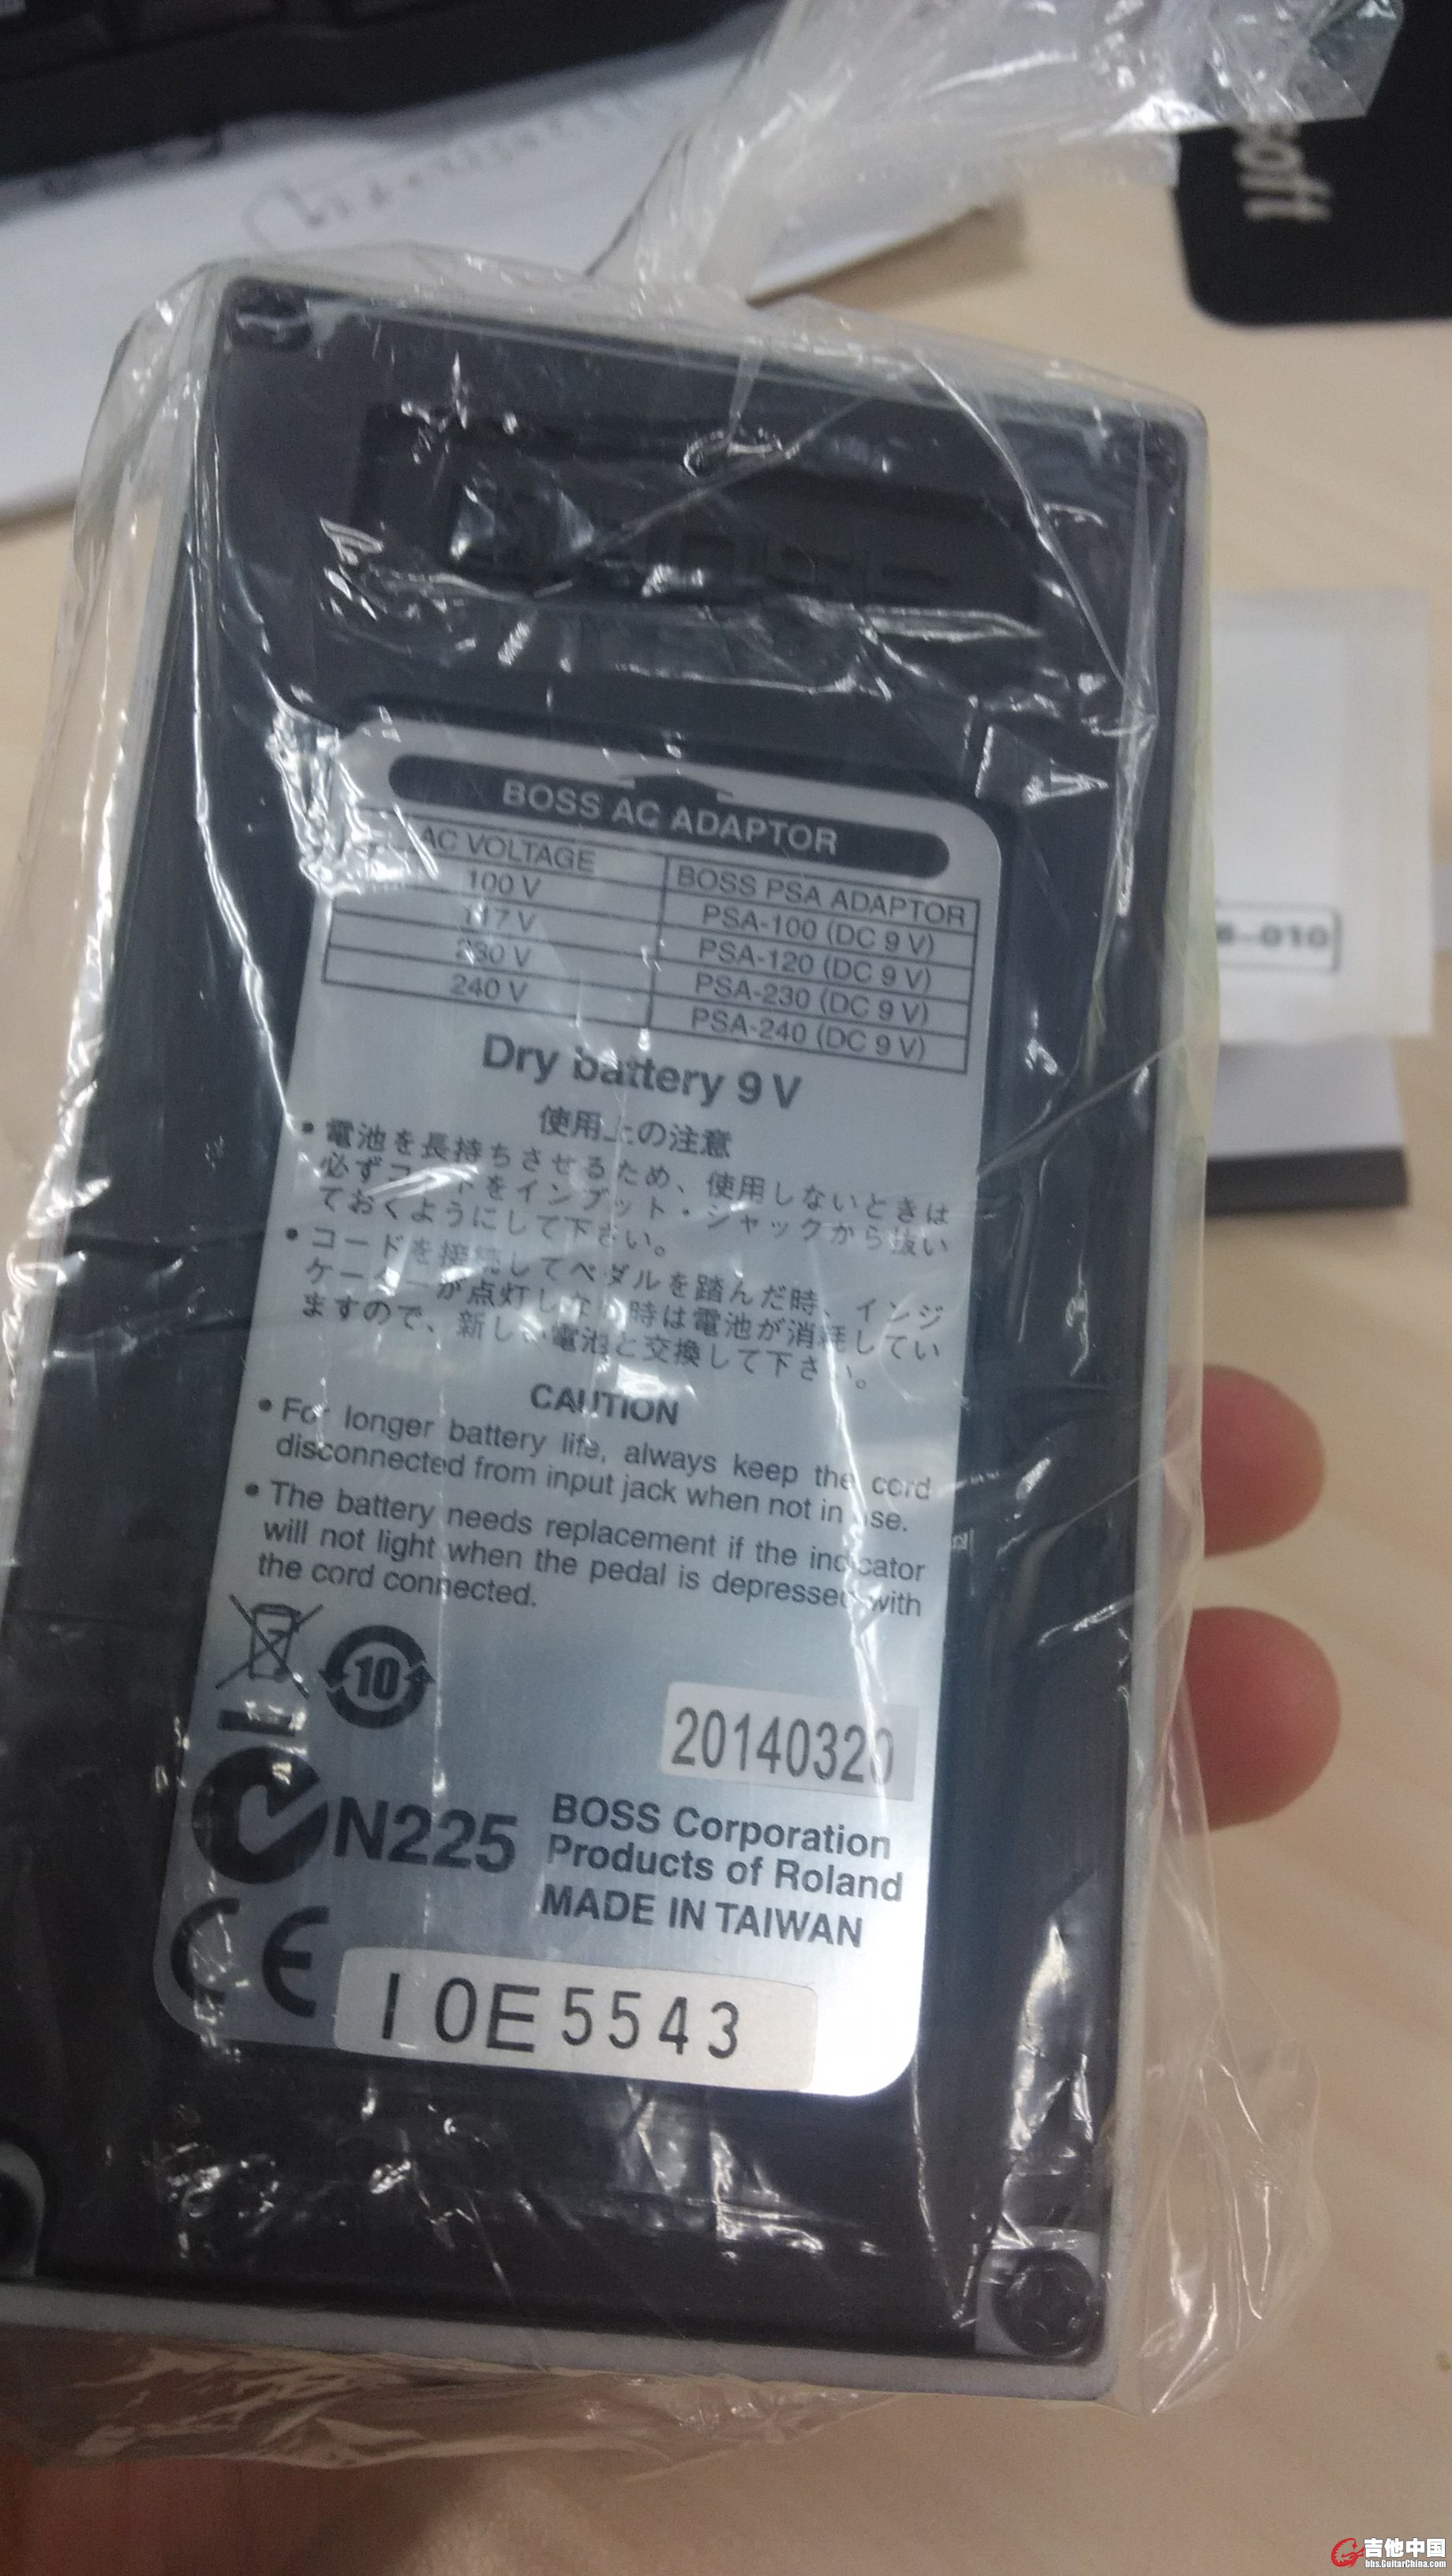 soft
BOSS
BOSS AC ADAPTOR
AC VOLTAGE BOSS PSA ADAPTOR
100 V PSA-100 (DC 9 V)
117 V PSA-120 (DC 9 V)
230 V PSA-230 (DC 9 V)
240 V PSA-240 (DC 9 V)
Dry battery 9 V
使用上の注意
• 電池を長持ちさせるため、使用しないときは
必ずコードをインプット・ジャックから抜い
ておくようにして下さい。
• コードを接続してペダルを踏んだ時、インジ
ケーターが点灯しない時は電池が消耗してい
ますので、新しい電池と交換して下さい。
CAUTION
• For longer battery life, always keep the cord
disconnected from input jack when not in use.
• The battery needs replacement if the indicator
will not light when the pedal is depressed with
the cord connected.
10
20140320
N225
BOSS Corporation
Products of Roland
MADE IN TAIWAN
CE
I0E5543
-010
吉他中国
bbs.GuitarChina.com